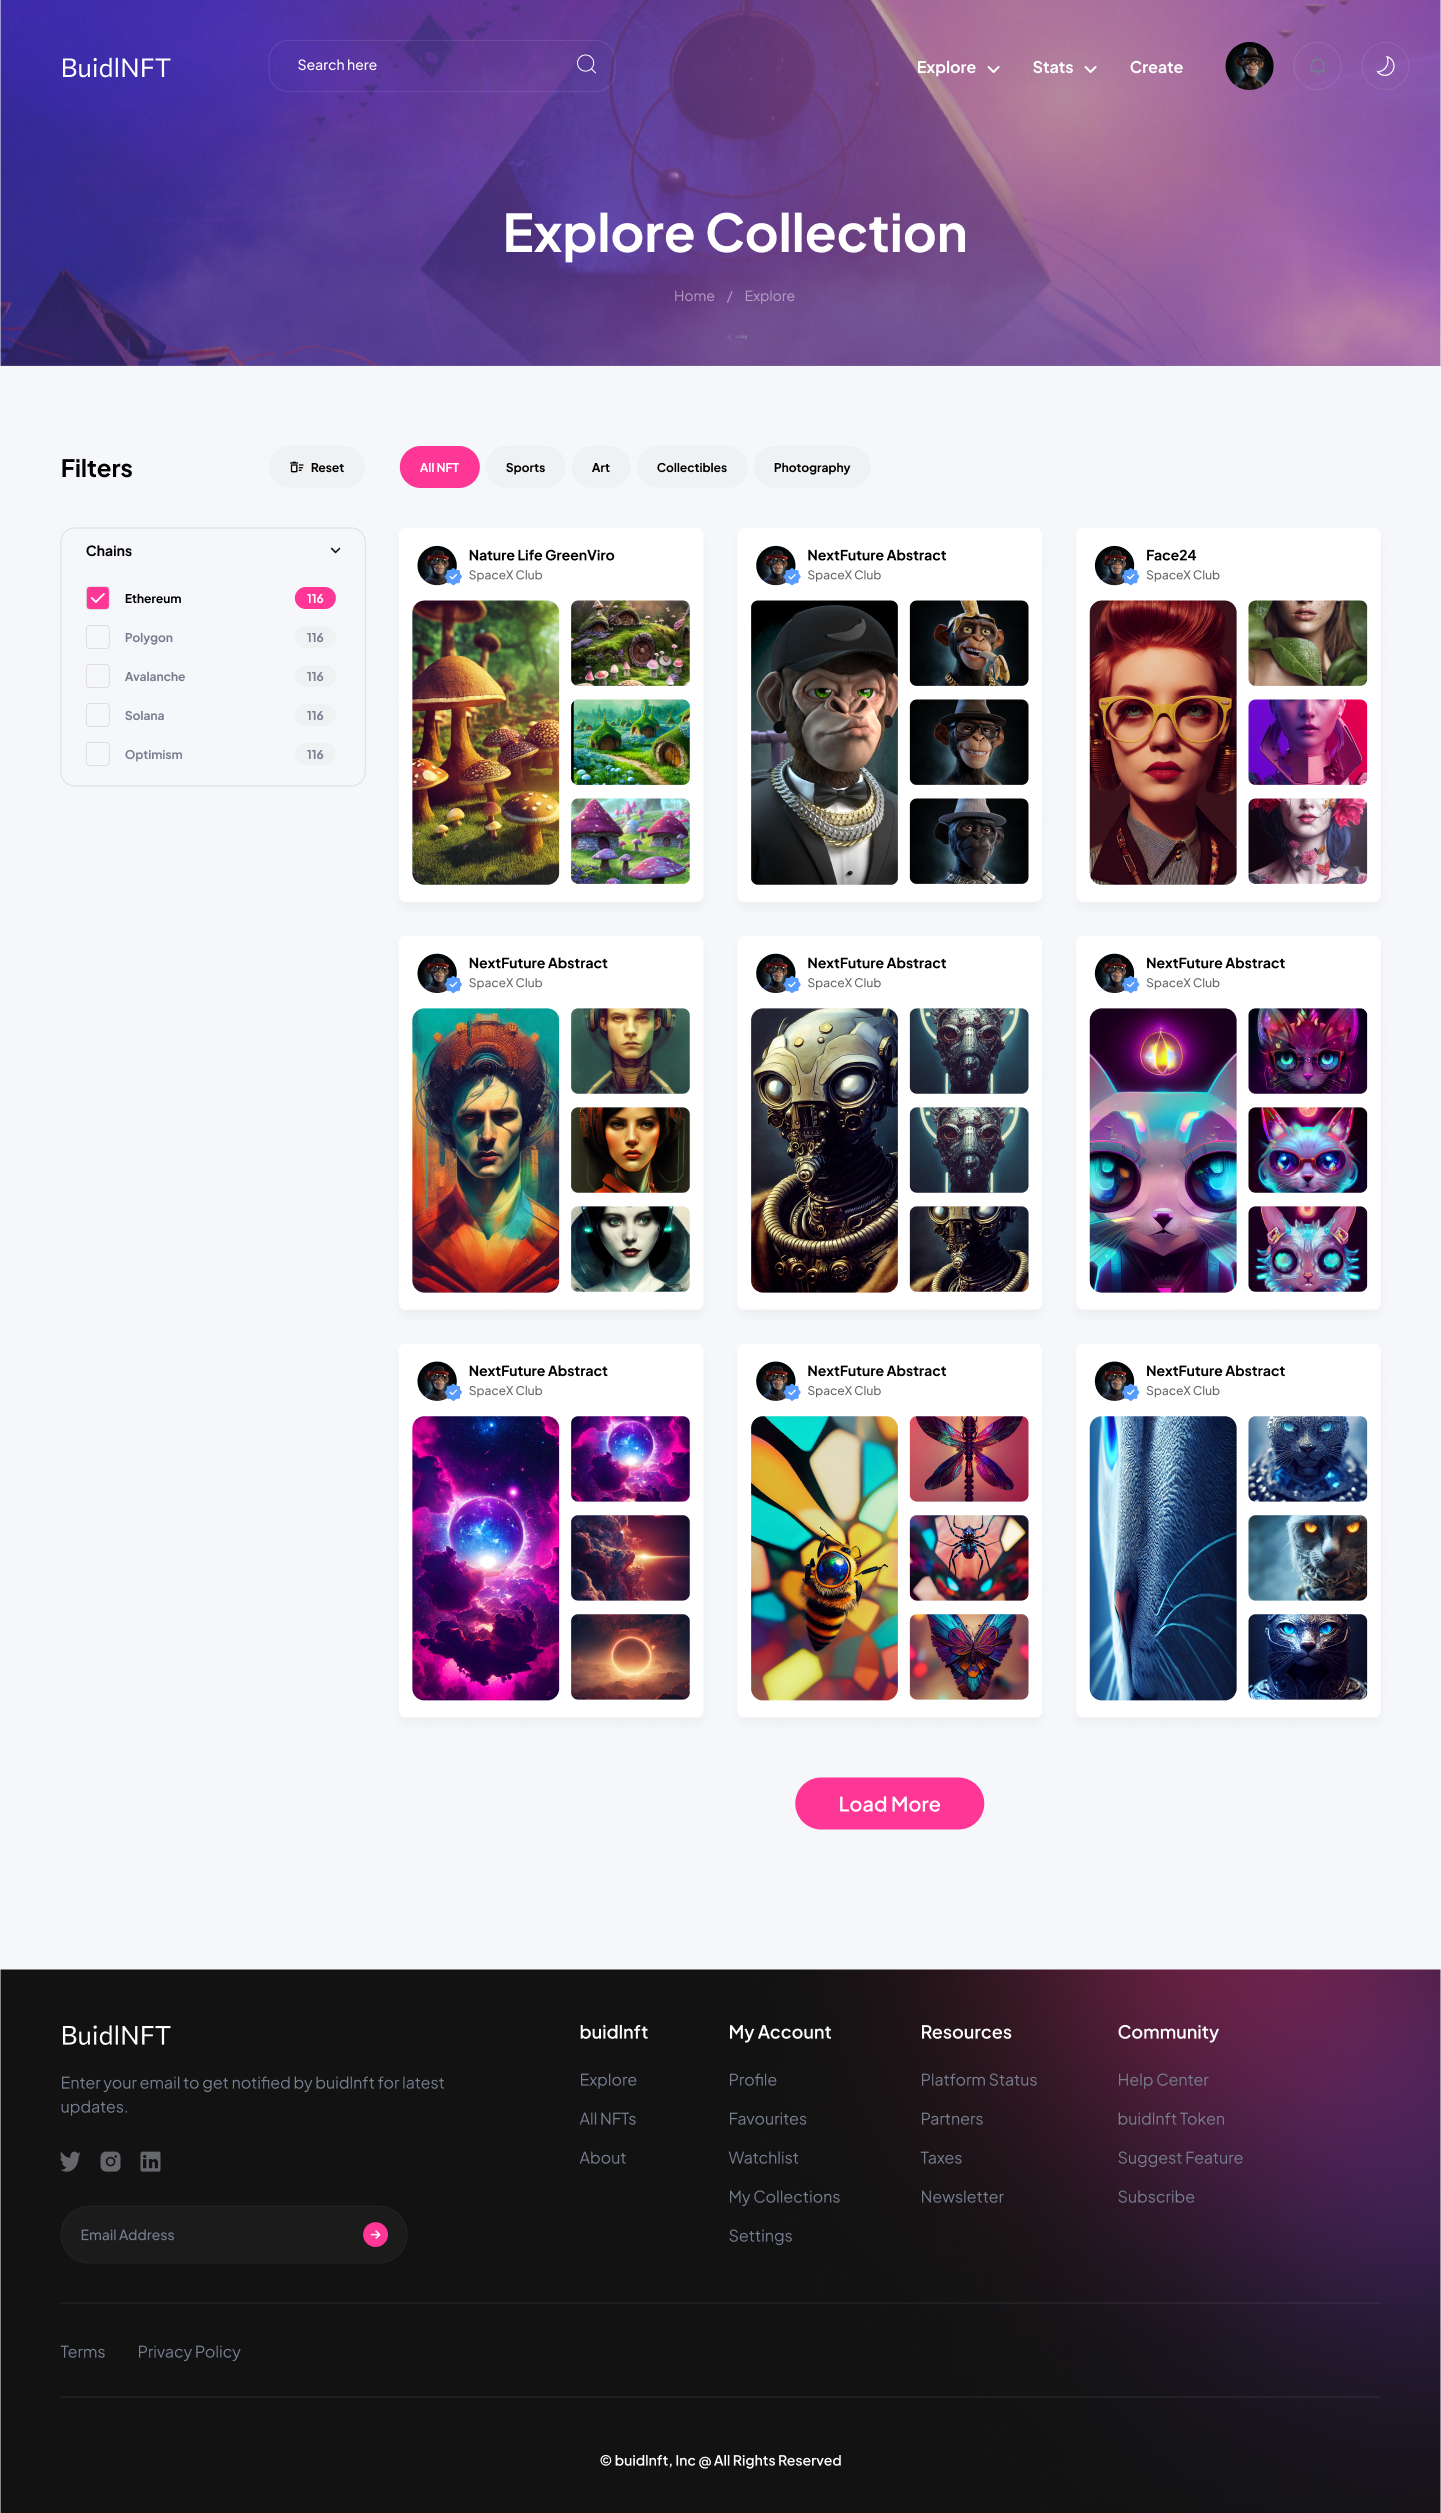 BuidlNFT
Search here
Explore
Stats
Create
Explore Collection
Home / Explore
Filters
Reset
All NFT
Sports
Art
Collectibles
Photography
Chains
Ethereum 116
Polygon 116
Avalanche 116
Solana 116
Optimism 116
Nature Life GreenViro
SpaceX Club
NextFuture Abstract
SpaceX Club
Face24
SpaceX Club
NextFuture Abstract
SpaceX Club
NextFuture Abstract
SpaceX Club
NextFuture Abstract
SpaceX Club
NextFuture Abstract
SpaceX Club
NextFuture Abstract
SpaceX Club
NextFuture Abstract
SpaceX Club
Load More
BuidlNFT
Enter your email to get notified by buidlnft for latest
updates.
Email Address
buidlnft
Explore
All NFTs
About
My Account
Profile
Favourites
Watchlist
My Collections
Settings
Resources
Platform Status
Partners
Taxes
Newsletter
Community
Help Center
buidlnft Token
Suggest Feature
Subscribe
Terms
Privacy Policy
© buidlnft, Inc @ All Rights Reserved